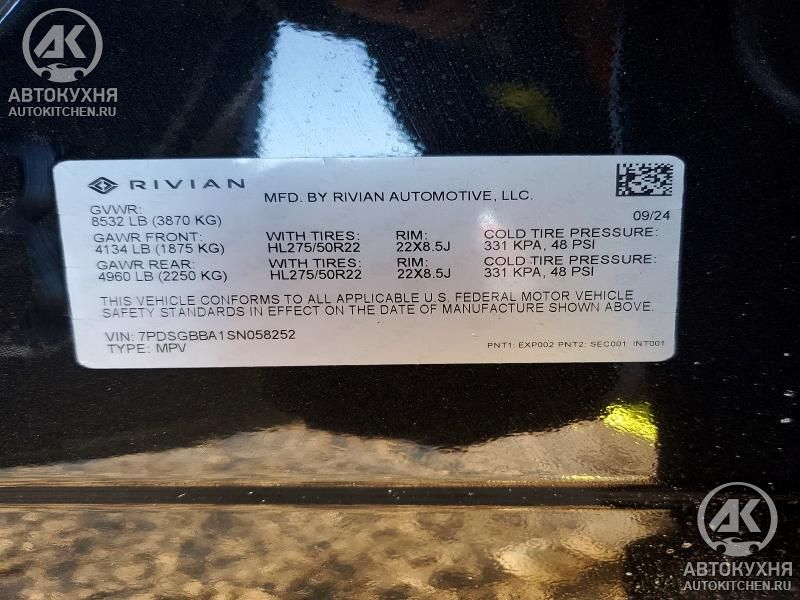 АК
АВТОКУХНЯ
AUTOKITCHEN.RU
RIVIAN
MFD. BY RIVIAN AUTOMOTIVE, LLC.
GVWR:
8532 LB (3870 KG)
09/24
GAWR FRONT: WITH TIRES: RIM: COLD TIRE PRESSURE:
4134 LB (1875 KG) HL275/50R22 22X8.5J 331 KPA, 48 PSI
GAWR REAR: WITH TIRES: RIM: COLD TIRE PRESSURE:
4960 LB (2250 KG) HL275/50R22 22X8.5J 331 KPA, 48 PSI
THIS VEHICLE CONFORMS TO ALL APPLICABLE U.S. FEDERAL MOTOR VEHICLE
SAFETY STANDARDS IN EFFECT ON THE DATE OF MANUFACTURE SHOWN ABOVE.
VIN: 7PDSGBBA1SN058252
TYPE: MPV
PNT1: EXP002 PNT2: SEC001 INT001
АК
АВТОКУХНЯ
AUTOKITCHEN.RU